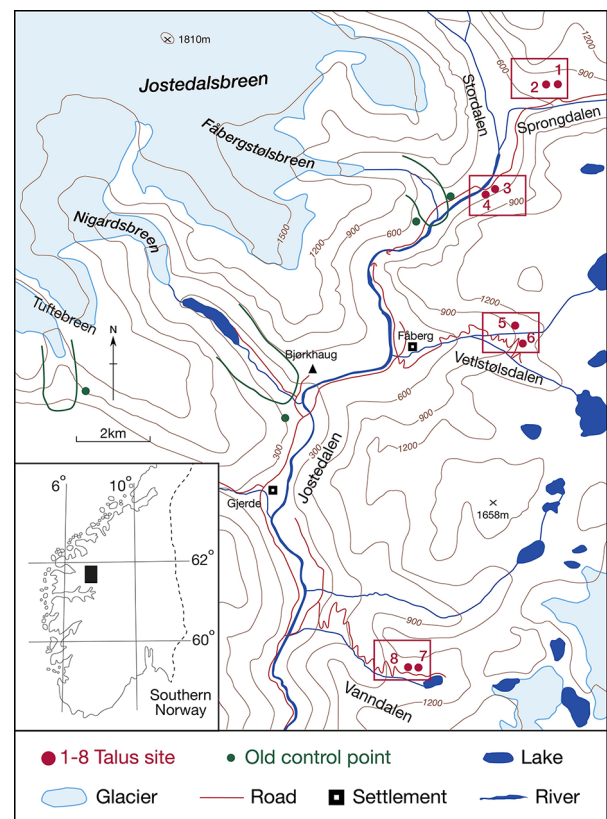 1810m
Jostedalsbreen
Fåbergstølsbreen
Nigardsbreen
Tuftebreen
Stordalen
Sprongdalen
1200
600
900
1
2
3
4
900
1500
1200
900
600
1200
900
5
6
Fåberg
Vetlstølsdalen
Bjørkhaug
N
2km
600
900
1200
300
300
Jostedalen
Gjerde
1658m
900
8
7
Vanndalen
1200
6°
10°
62°
60°
Southern
Norway
1-8 Talus site
Old control point
Lake
Glacier
Road
Settlement
River